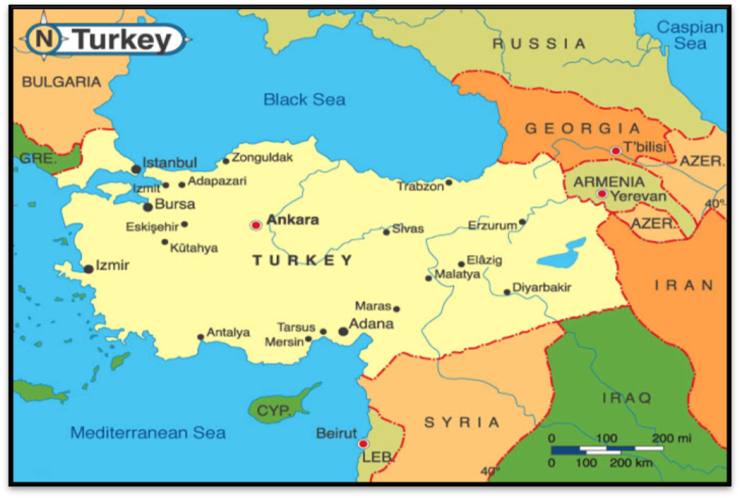 N Turkey
Caspian
Sea
RUSSIA
BULGARIA
Black Sea
GEORGIA
T'bilisi
GRE.
Istanbul
Zonguldak
AZER.
Izmit
Adapazari
Trabzon
ARMENIA
Yerevan
40°
Bursa
Ankara
Eskişehir
Sivas
Erzurum
AZER.
Kütahya
TURKEY
Izmir
Elâzig
Malatya
Diyarbakir
IRAN
Maras
Antalya
Tarsus
Adana
Mersin
CYP.
SYRIA
IRAQ
Mediterranean Sea
Beirut
LEB.
0 100 200 mi
0 100 200 km
40°